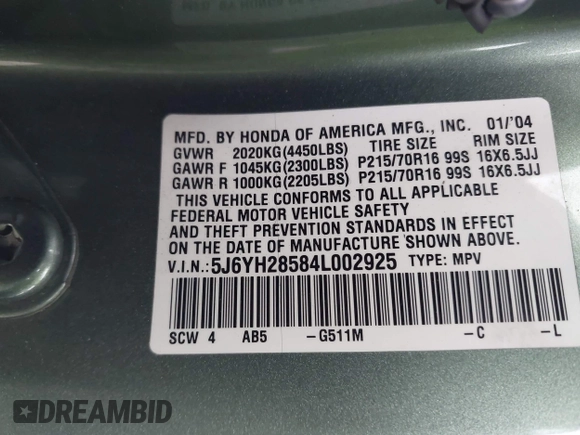 MFD. BY HONDA OF AMERICA MFG., INC. 01/'04
GVWR 2020KG(4450LBS) TIRE SIZE RIM SIZE
GAWR F 1045KG(2300LBS) P215/70R16 99S 16X6.5JJ
GAWR R 1000KG(2205LBS) P215/70R16 99S 16X6.5JJ
THIS VEHICLE CONFORMS TO ALL APPLICABLE
FEDERAL MOTOR VEHICLE SAFETY
AND THEFT PREVENTION STANDARDS IN EFFECT
ON THE DATE OF MANUFACTURE SHOWN ABOVE.
V.I.N.: 5J6YH28584L002925 TYPE: MPV
SCW 4 AB5 -G511M -C -L
DREAMBID